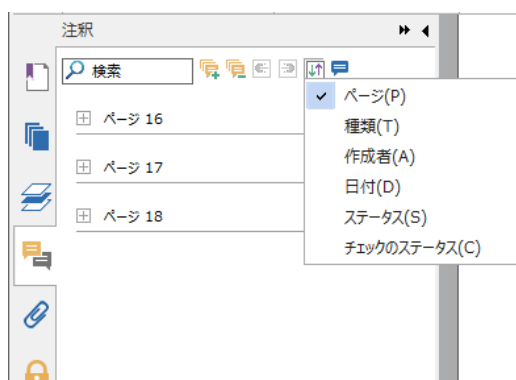 注釈
検索
ページ 16
ページ 17
ページ 18
ページ(P)
種類(T)
作成者(A)
日付(D)
ステータス(S)
チェックのステータス(C)